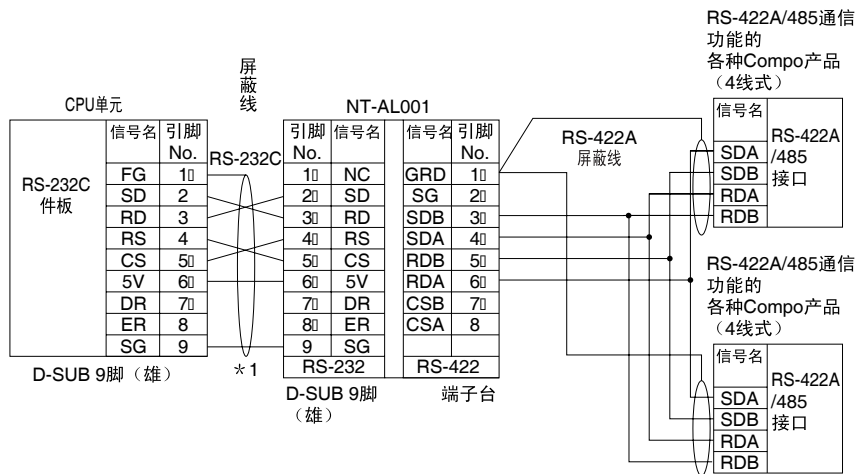 RS-422A/485通信
功能的
各种Compo产品
（4线式）
屏蔽线
CPU单元
NT-AL001
信号名 引脚No.
引脚No. 信号名
信号名 引脚No.
RS-232C
RS-422A
屏蔽线
信号名
RS-422A
/485
接口
SDA
SDB
RDA
RDB
RS-232C
件板
FG 1 1 NC GRD 1
SD 2 2 SD SG 2
RD 3 3 RD SDB 3
RS 4 4 RS SDA 4
CS 5 5 CS RDB 5
5V 6 6 5V RDA 6
DR 7 7 DR CSB 7
ER 8 8 ER CSA 8
SG 9 9 SG
RS-232 RS-422
D-SUB 9脚（雄）
＊1
D-SUB 9脚
（雄）
端子台
RS-422A/485通信
功能的
各种Compo产品
（4线式）
信号名
RS-422A
/485
接口
SDA
SDB
RDA
RDB